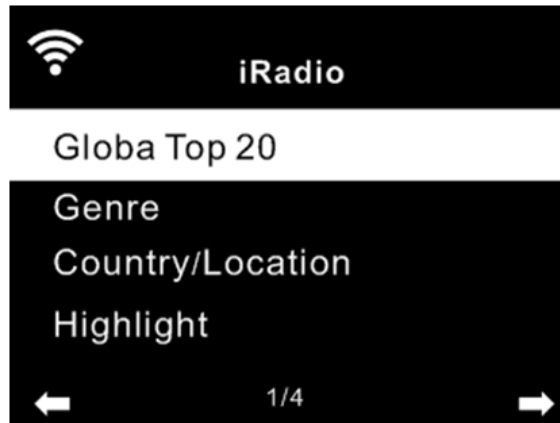 iRadio
Globa Top 20
Genre
Country/Location
Highlight
1/4